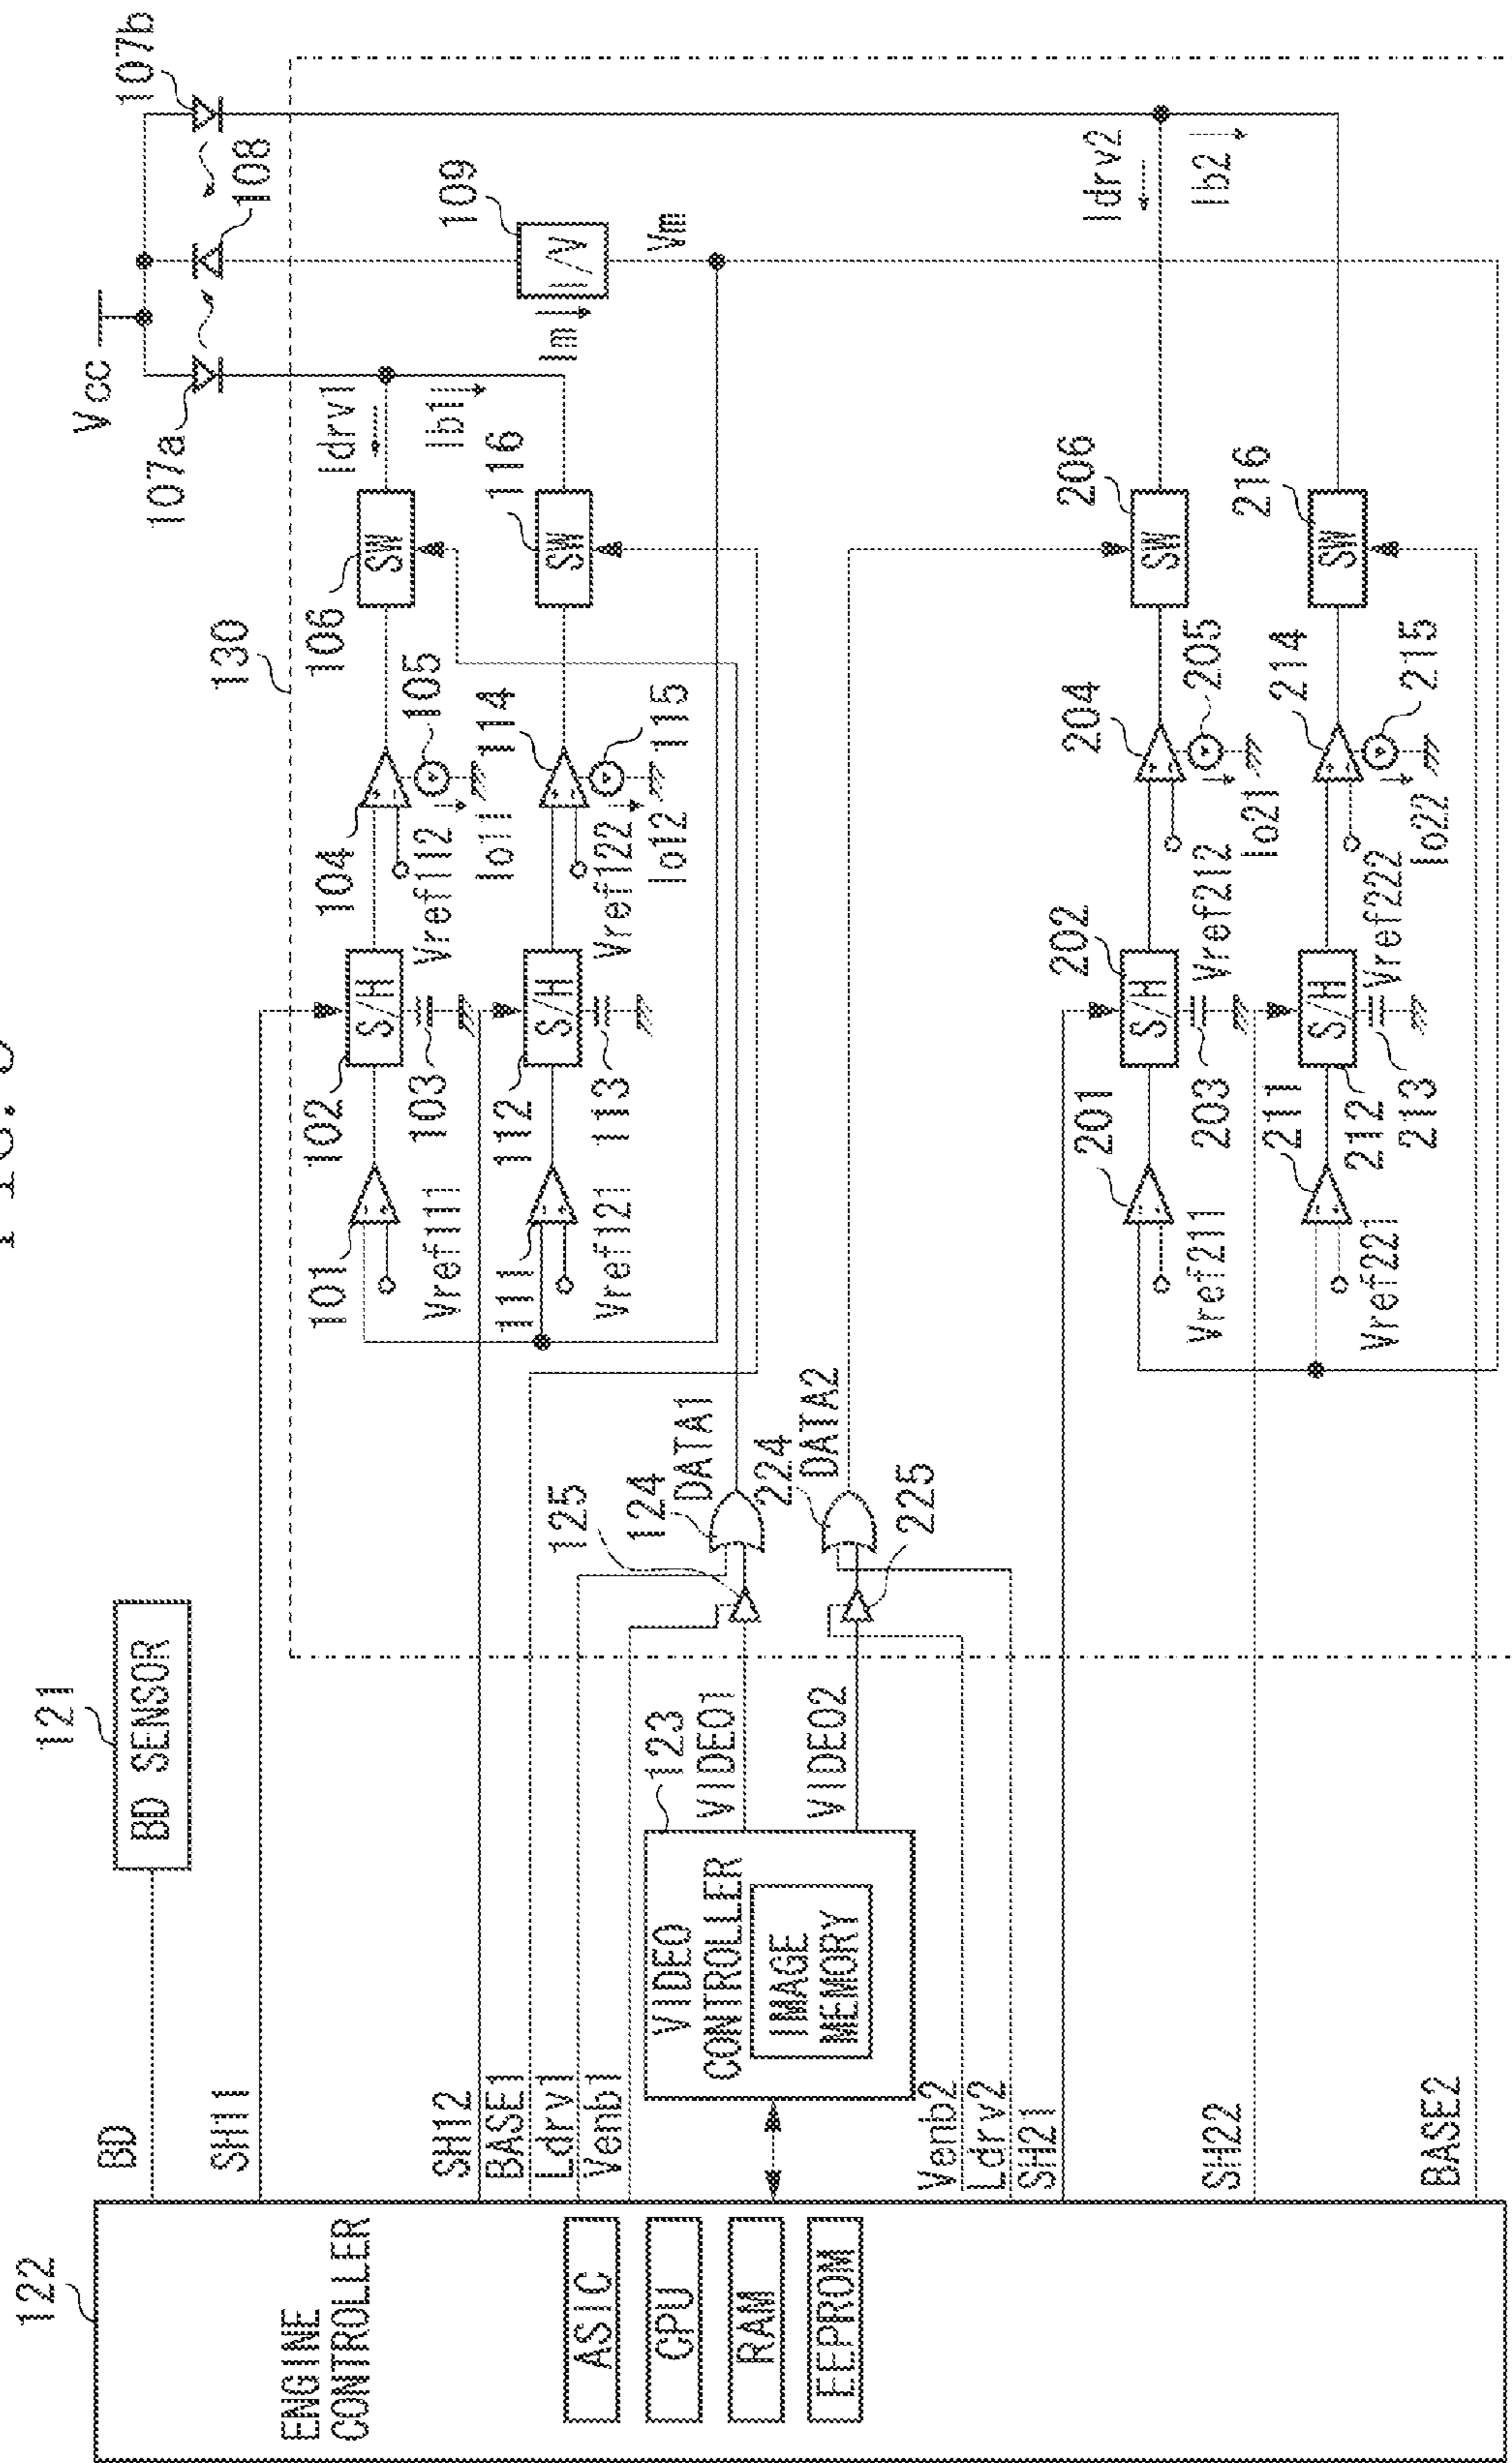 122
ENGINE
CONTROLLER
ASIC
CPU
RAM
EEPROM
BD
SH11
SH12
BASE1
Ldrv1
Venb1
Venb2
Ldrv2
SH21
SH22
BASE2
121
BD SENSOR
123
VIDEO
CONTROLLER
IMAGE
MEMORY
VIDEO1
VIDEO2
125
124
DATA1
224
DATA2
225
130
101
Vref111
102
S/H
103
104
Vref112
105
Io11
106
SW
Idrv1
Ib1
111
Vref121
112
S/H
113
114
Vref122
115
Io12
116
SW
Vcc
107a
108
107b
109
I/V
Im
Vm
201
Vref211
202
S/H
203
204
Vref212
205
Io21
206
SW
Idrv2
Ib2
211
Vref221
212
S/H
213
214
Vref222
215
Io22
216
SW